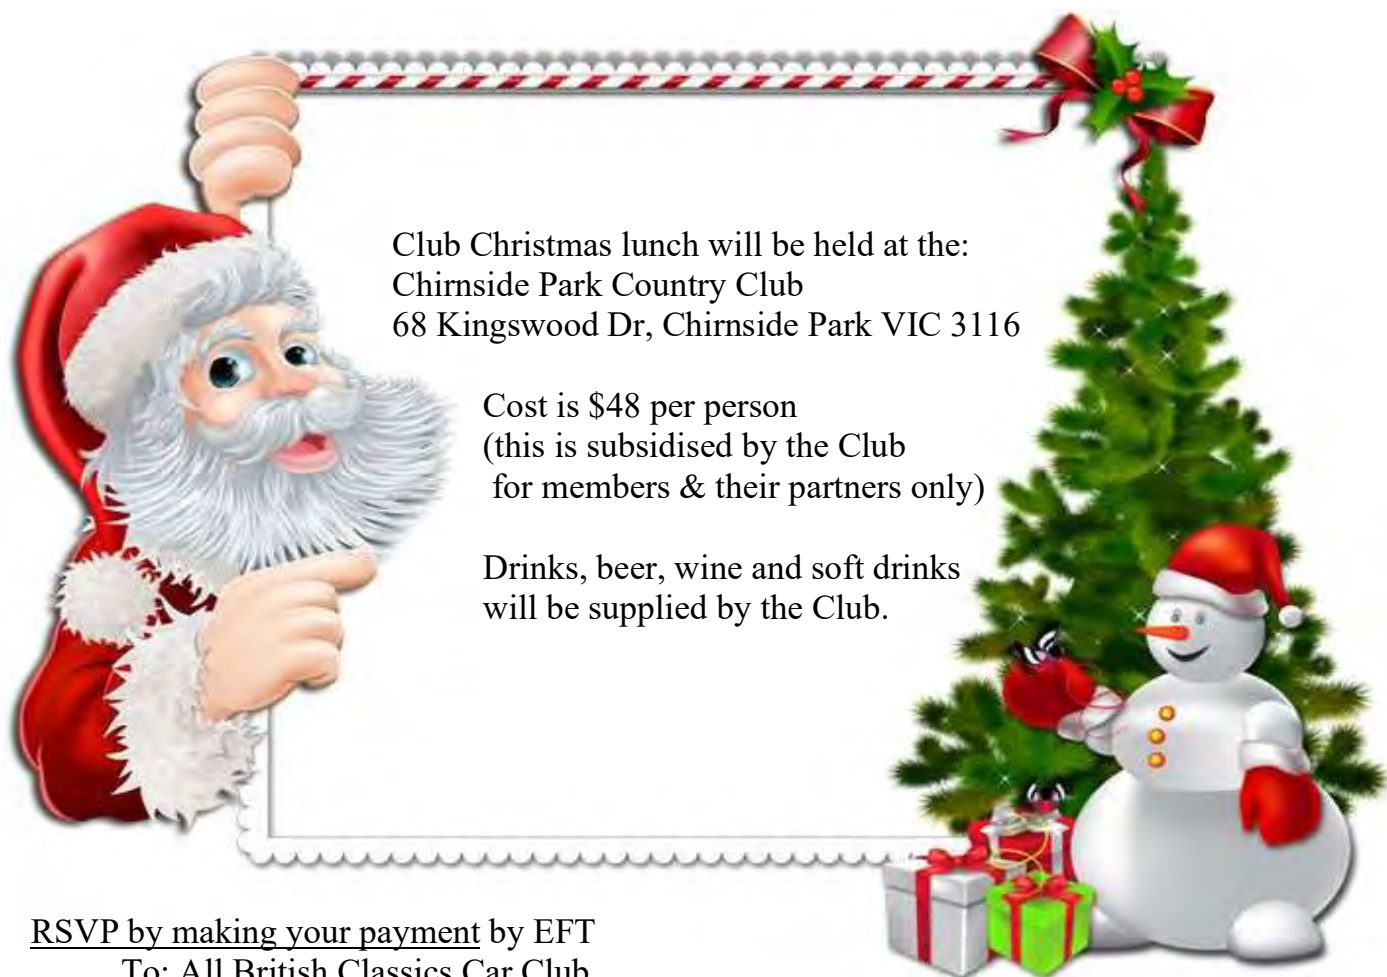 Club Christmas lunch will be held at the:
Chirnside Park Country Club
68 Kingswood Dr, Chirnside Park VIC 3116
Cost is $48 per person
(this is subsidised by the Club
for members & their partners only)
Drinks, beer, wine and soft drinks
will be supplied by the Club.
RSVP by making your payment by EFT
To: All British Classics Car Club